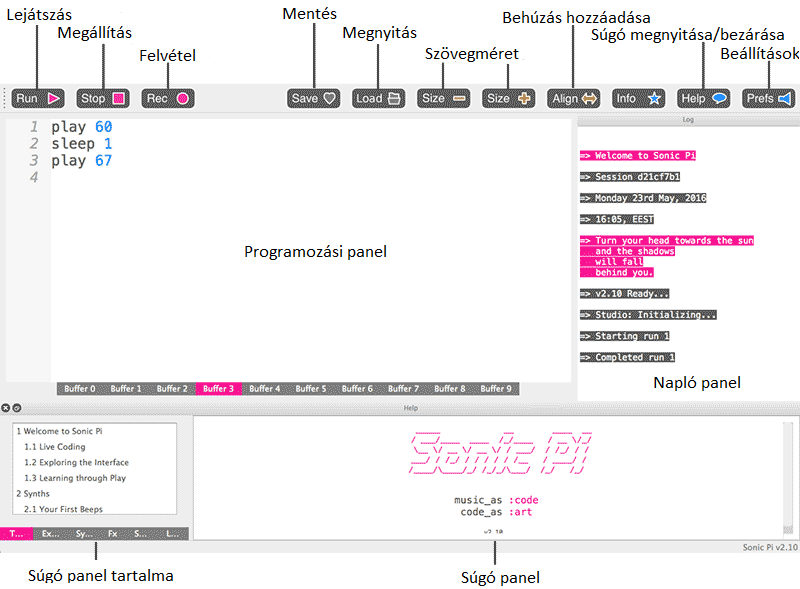 Lejátszás
Megállítás
Felvétel
Mentés
Megnyitás
Szövegméret
Behúzás hozzáadása
Súgó megnyitása/bezárása
Beállítások
Run Stop Rec Save Load Size Size Align Info Help Prefs
1 play 60
2 sleep 1
3 play 67
4
Programozási panel
Log
=> Welcome to Sonic Pi
=> Session d21cf7b1
=> Monday 23rd May, 2016
=> 16:05, EEST
=> Turn your head towards the sun
and the shadows
will fall
behind you.
=> v2.10 Ready...
=> Studio: Initializing...
=> Starting run 1
=> Completed run 1
Napló panel
Buffer 0 Buffer 1 Buffer 2 Buffer 3 Buffer 4 Buffer 5 Buffer 6 Buffer 7 Buffer 8 Buffer 9
Help
1 Welcome to Sonic Pi
1.1 Live Coding
1.2 Exploring the Interface
1.3 Learning through Play
2 Synths
2.1 Your First Beeps
T... Ex... Sy... Fx S... L...
Sonic Pi
music_as :code
code_as :art
v2.10
Sonic Pi v2.10
Súgó panel tartalma
Súgó panel